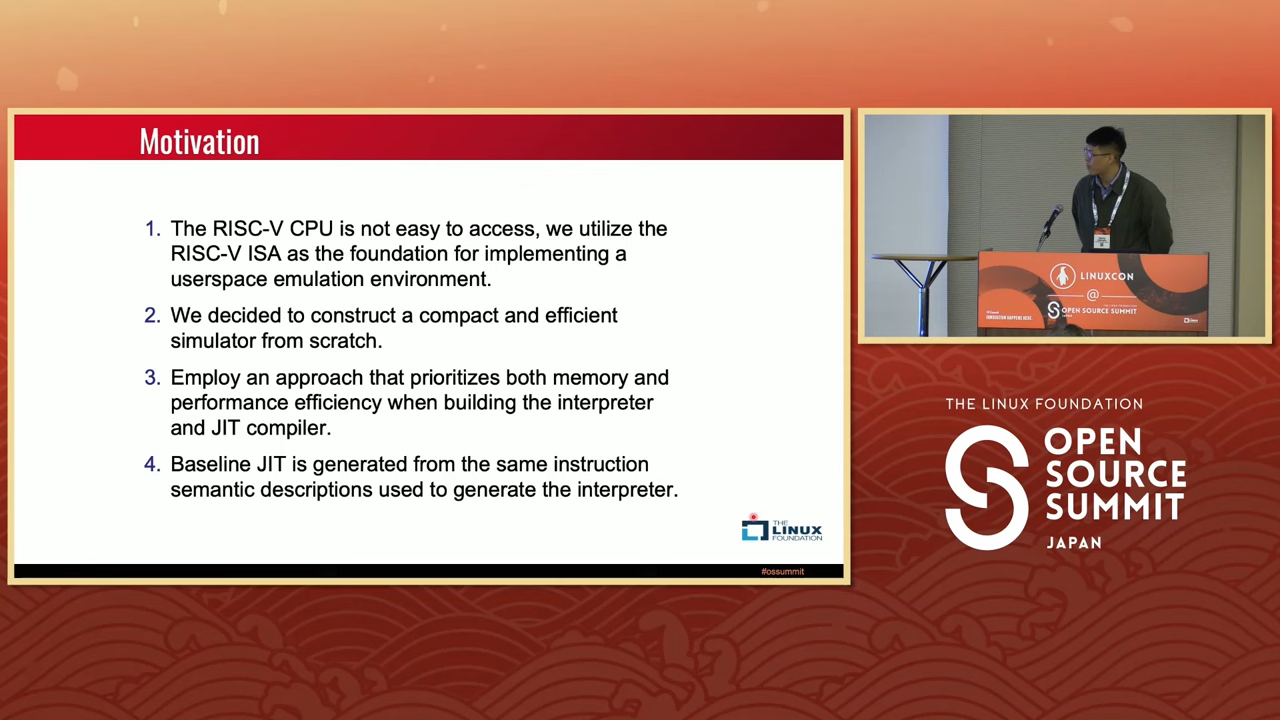 Motivation
1. The RISC-V CPU is not easy to access, we utilize the
RISC-V ISA as the foundation for implementing a
userspace emulation environment.
2. We decided to construct a compact and efficient
simulator from scratch.
3. Employ an approach that prioritizes both memory and
performance efficiency when building the interpreter
and JIT compiler.
4. Baseline JIT is generated from the same instruction
semantic descriptions used to generate the interpreter.
THE
LINUX
FOUNDATION
#ossummit
LINUXCON
@
OPEN SOURCE SUMMIT
INNOVATION HAPPENS HERE
THE LINUX FOUNDATION
OPEN
SOURCE
SUMMIT
JAPAN